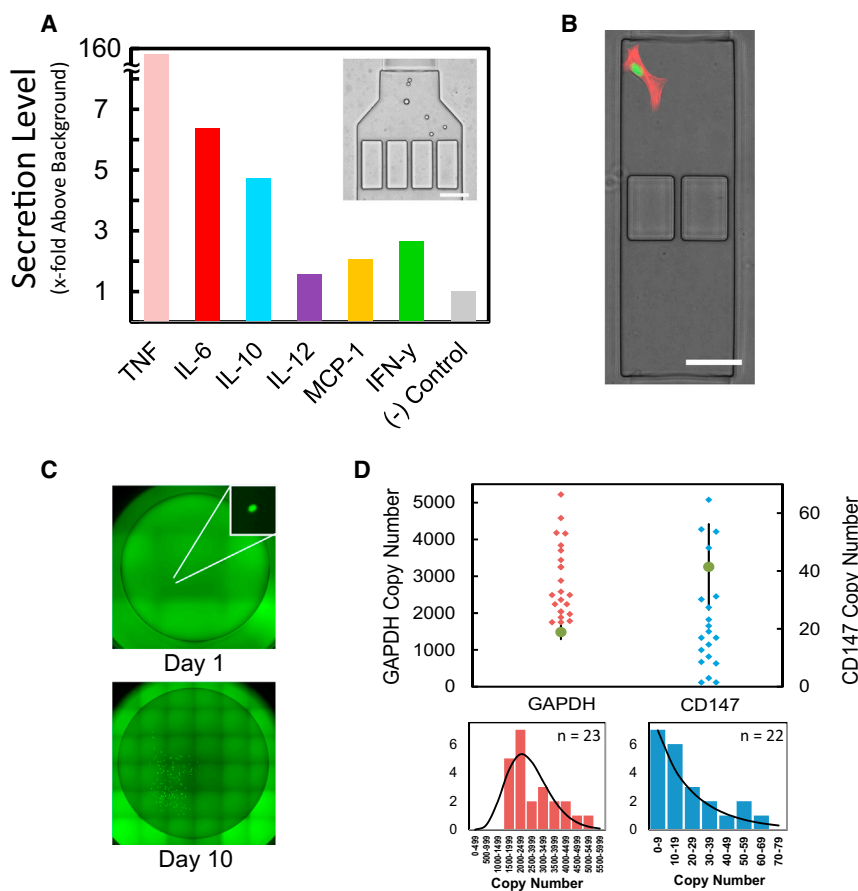 A
Secretion Level
(x-fold Above Background)
160
7
5
3
1
TNF
IL-6
IL-10
IL-12
MCP-1
IFN-y
(-) Control
B
C
Day 1
Day 10
D
GAPDH Copy Number
5000
4000
3000
2000
1000
0
60
40
20
0
CD147 Copy Number
GAPDH
CD147
n = 23
6
4
2
0
0-499
500-999
1000-1499
1500-1999
2000-2499
2500-2999
3000-3499
3500-3999
4000-4499
4500-4999
5000-5499
5500-5999
Copy Number
n = 22
6
4
2
0
0-9
10-19
20-29
30-39
40-49
50-59
60-69
70-79
Copy Number